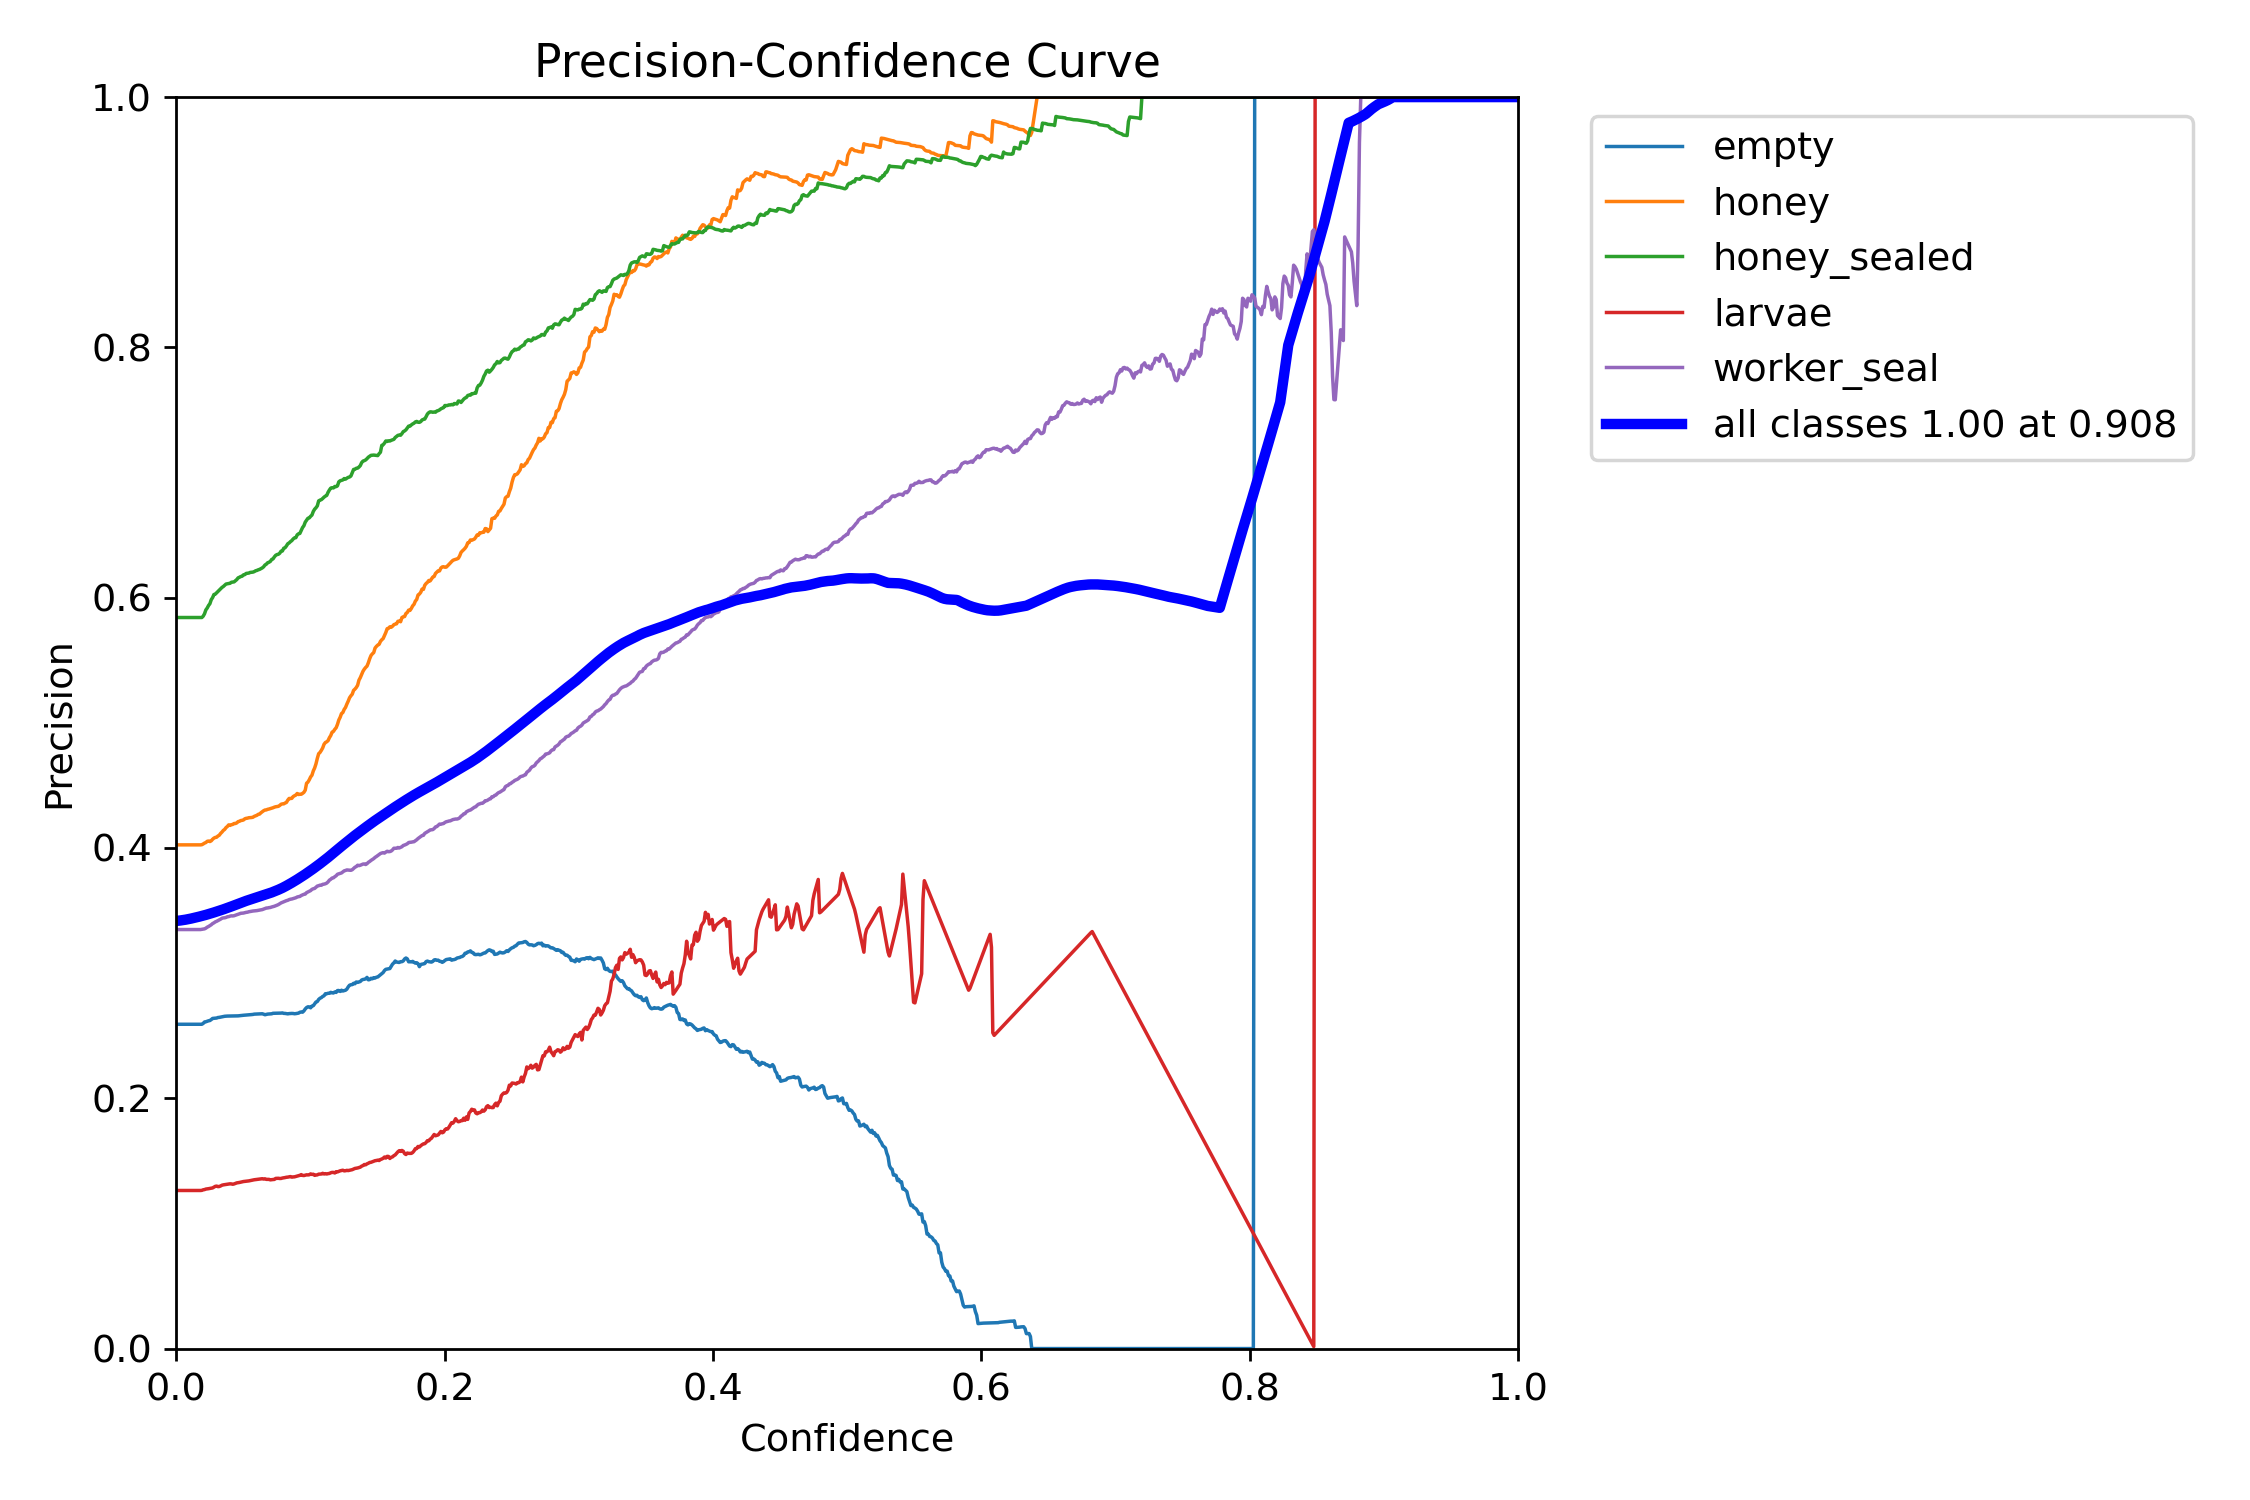 Precision-Confidence Curve
1.0
0.8
0.6
0.4
0.2
0.0
Precision
0.0 0.2 0.4 0.6 0.8 1.0
Confidence
empty
honey
honey_sealed
larvae
worker_seal
all classes 1.00 at 0.908